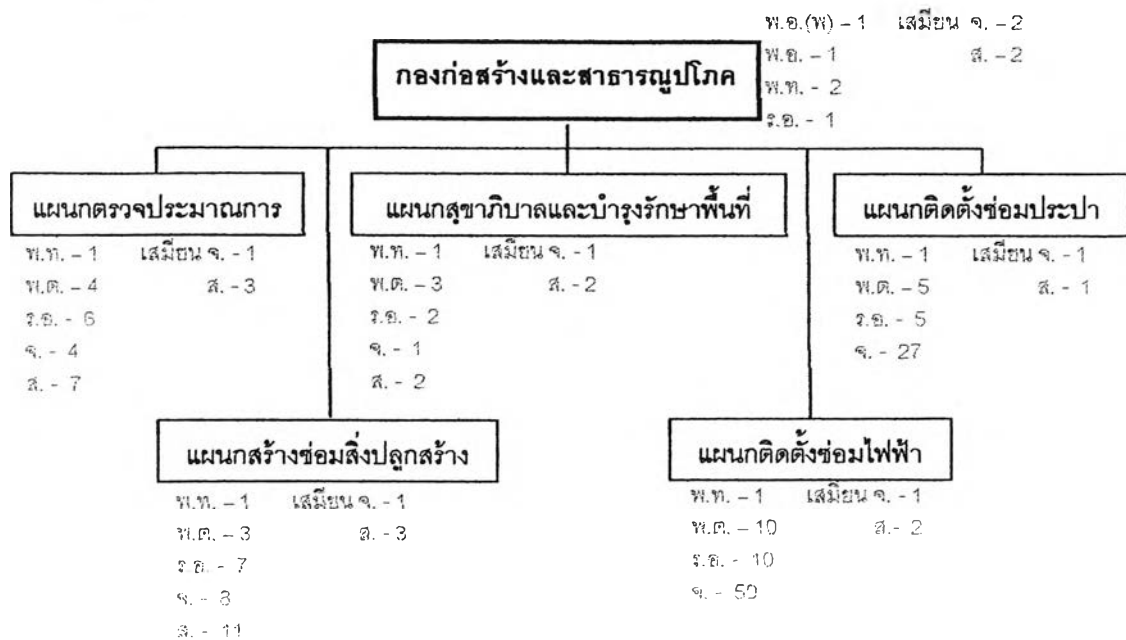 กองก่อสร้างและสาธารณูปโภค
พ.อ.(พ) – 1 เสมียน จ. – 2
พ.อ. – 1 ส. – 2
พ.ท. - 2
ร.อ. - 1
แผนกตรวจประมาณการ
พ.ท. – 1 เสมียน จ. - 1
พ.ต. – 4 ส. - 3
ร.อ. - 6
จ. - 4
ส. - 7
แผนกสุขาภิบาลและบำรุงรักษาพื้นที่
พ.ท. – 1 เสมียน จ. - 1
พ.ต. – 3 ส. - 2
ร.อ. - 2
จ. - 1
ส. - 2
แผนกติดตั้งซ่อมประปา
พ.ท. – 1 เสมียน จ. - 1
พ.ต. – 5 ส. - 1
ร.อ. - 5
จ. - 27
แผนกสร้างซ่อมสิ่งปลูกสร้าง
พ.ท. – 1 เสมียน จ. - 1
พ.ต. – 3 ส. - 3
ร.อ. - 7
จ. - 8
ส. - 11
แผนกติดตั้งซ่อมไฟฟ้า
พ.ท. – 1 เสมียน จ. - 1
พ.ต. – 10 ส.- 2
ร.อ. - 10
จ. - 50